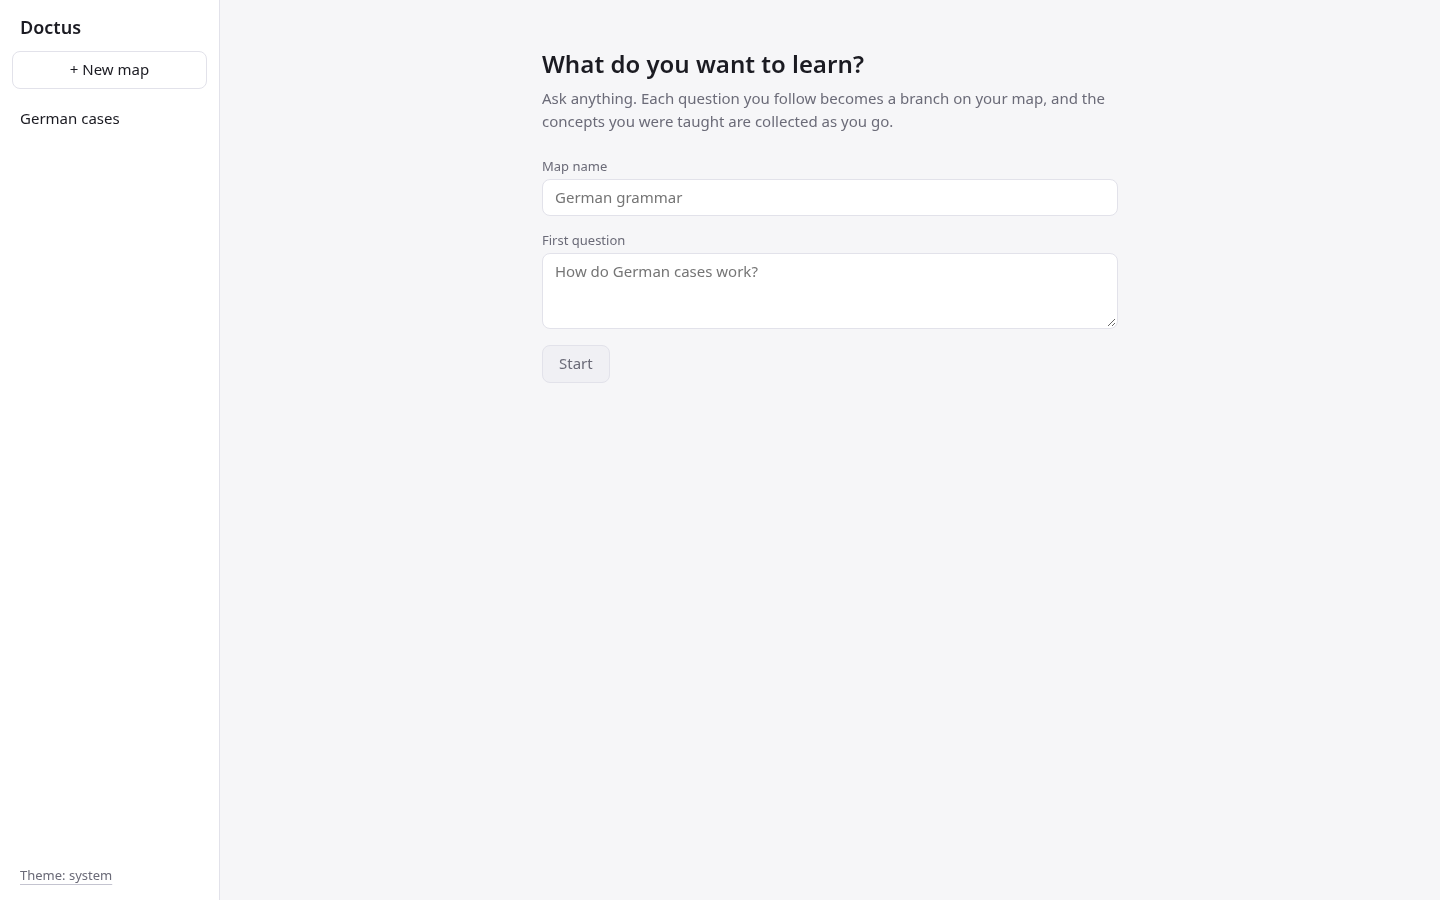 Doctus
+ New map
German cases
Theme: system
What do you want to learn?
Ask anything. Each question you follow becomes a branch on your map, and the
concepts you were taught are collected as you go.
Map name
German grammar
First question
How do German cases work?
Start